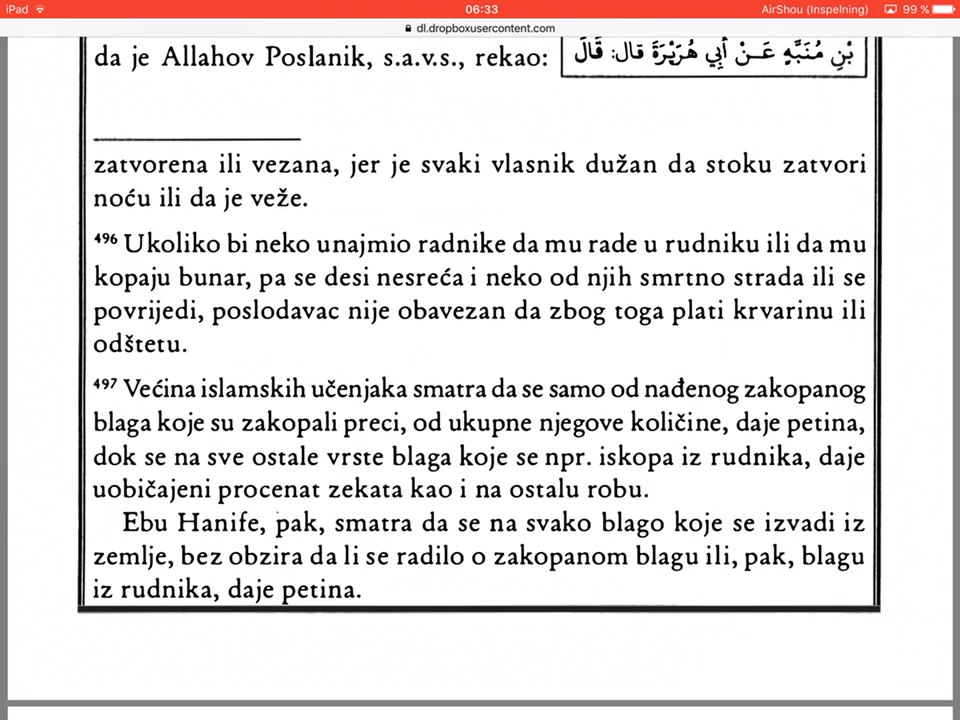 iPad 06:33 AirShou (Inspelning) 99 %
dl.dropboxusercontent.com
da je Allahov Poslanik, s.a.v.s., rekao:
بْنِ مُنَبِّهٍ عَنْ أَبِي هُرَيْرَةَ قال: قَالَ
zatvorena ili vezana, jer je svaki vlasnik dužan da stoku zatvori
noću ili da je veže.
496 Ukoliko bi neko unajmio radnike da mu rade u rudniku ili da mu
kopaju bunar, pa se desi nesreća i neko od njih smrtno strada ili se
povrijedi, poslodavac nije obavezan da zbog toga plati krvarinu ili
odštetu.
497 Većina islamskih učenjaka smatra da se samo od nađenog zakopanog
blaga koje su zakopali preci, od ukupne njegove količine, daje petina,
dok se na sve ostale vrste blaga koje se npr. iskopa iz rudnika, daje
uobičajeni procenat zekata kao i na ostalu robu.
Ebu Hanife, pak, smatra da se na svako blago koje se izvadi iz
zemlje, bez obzira da li se radilo o zakopanom blagu ili, pak, blagu
iz rudnika, daje petina.